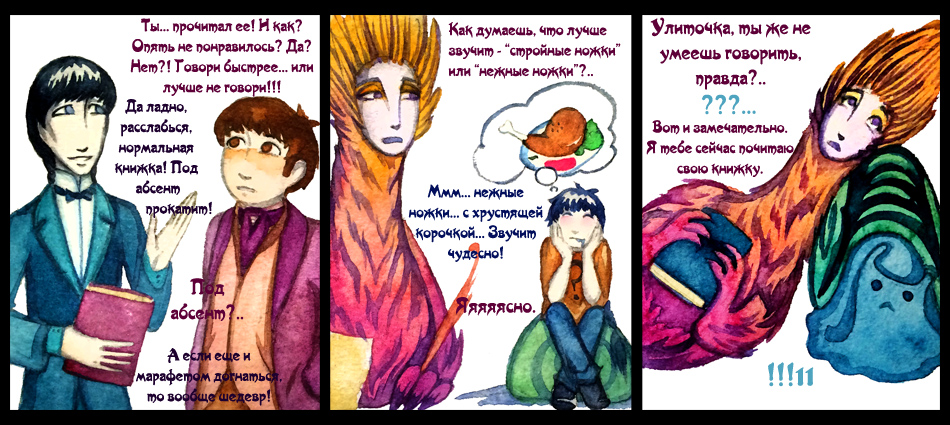 Ты... прочитал ее! И как?
Опять не понравилось? Да?
Нет?! Говори быстрее... или
лучше не говори!!!
Да ладно,
расслабься,
нормальная
книжка! Под
абсент
прокатит!
Под
абсент?..
А если еще и
марафетом догнаться,
то вообще шедевр!
Как думаешь, что лучше
звучит - “стройные ножки”
или “нежные ножки”?..
Ммм... нежные
ножки... с хрустящей
корочкой... Звучит
чудесно!
Яяяяясно.
Улиточка, ты же не
умеешь говорить,
правда?..
???...
Вот и замечательно.
Я тебе сейчас почитаю
свою книжку.
!!!11